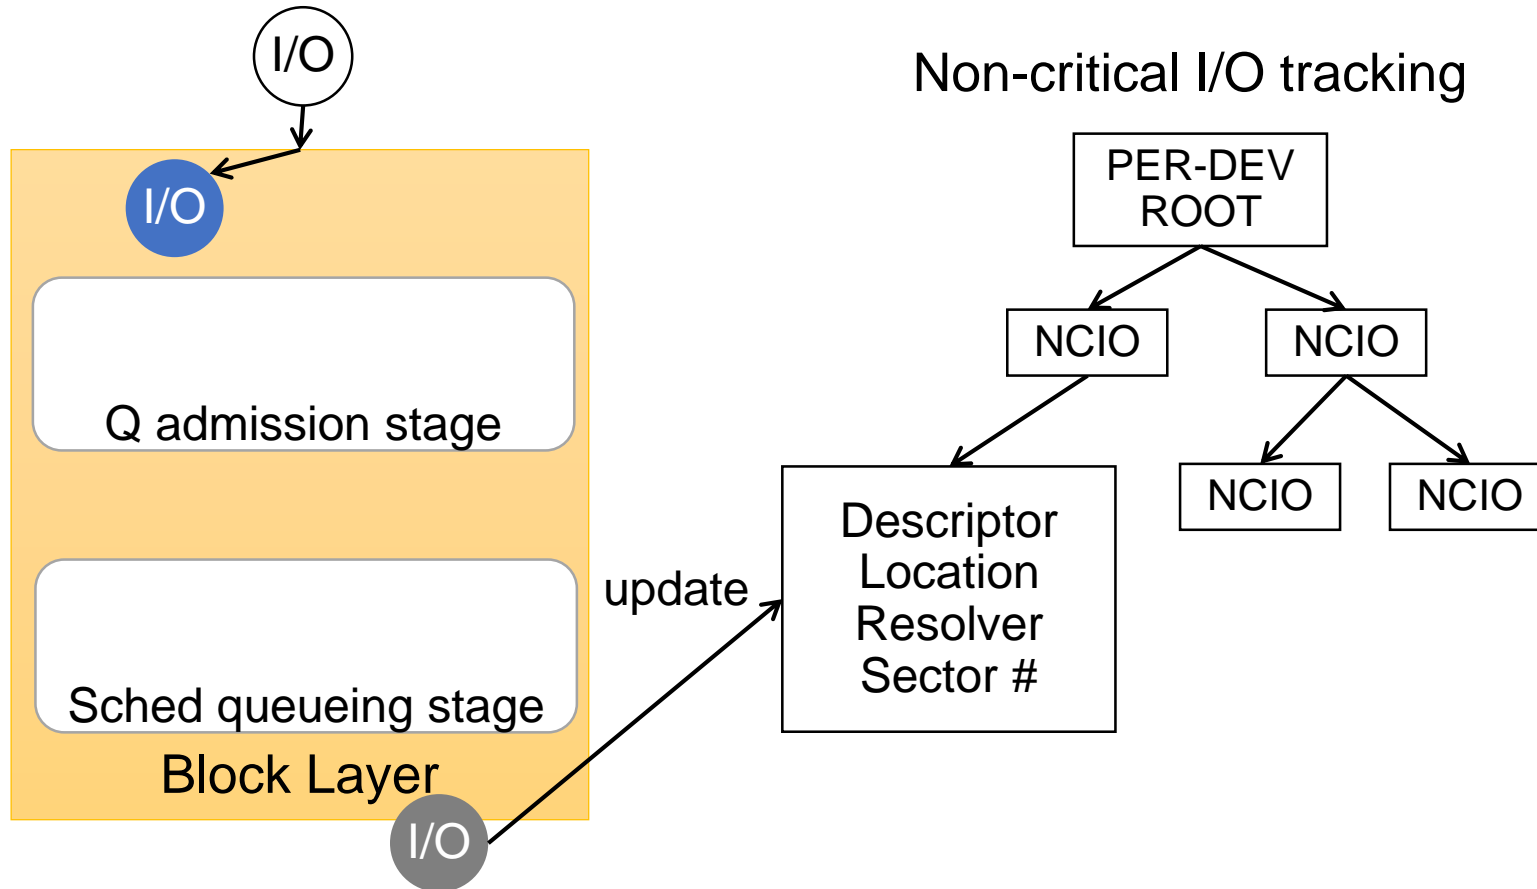 I/O
Non-critical I/O tracking
I/O
PER-DEV
ROOT
NCIO
NCIO
Q admission stage
NCIO
NCIO
Descriptor
Location
Resolver
Sector #
update
Sched queueing stage
Block Layer
I/O